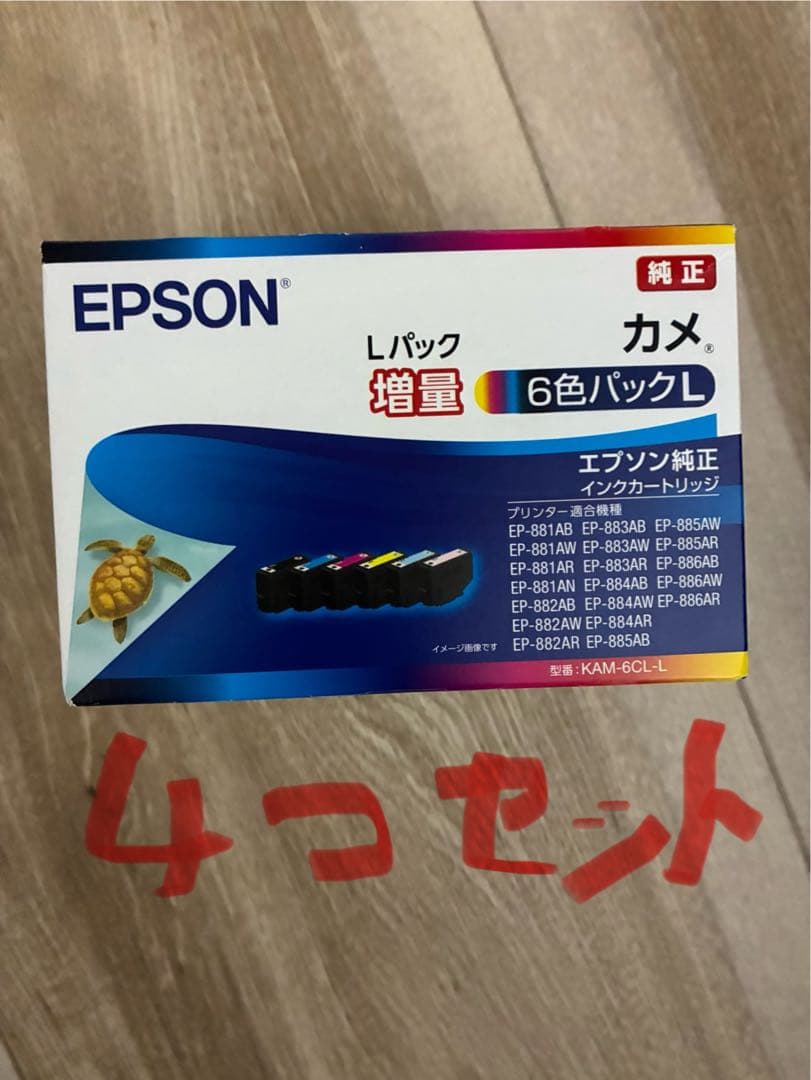 EPSON®
純正
Lパック
増量
カメ®
6色パックL
エプソン純正
インクカートリッジ
プリンター適合機種
EP-881AB EP-883AB EP-885AW
EP-881AW EP-883AW EP-885AR
EP-881AR EP-883AR EP-886AB
EP-881AN EP-884AB EP-886AW
EP-882AB EP-884AW EP-886AR
EP-882AW EP-884AR
EP-882AR EP-885AB
イメージ画像です
型番:KAM-6CL-L
4つセット